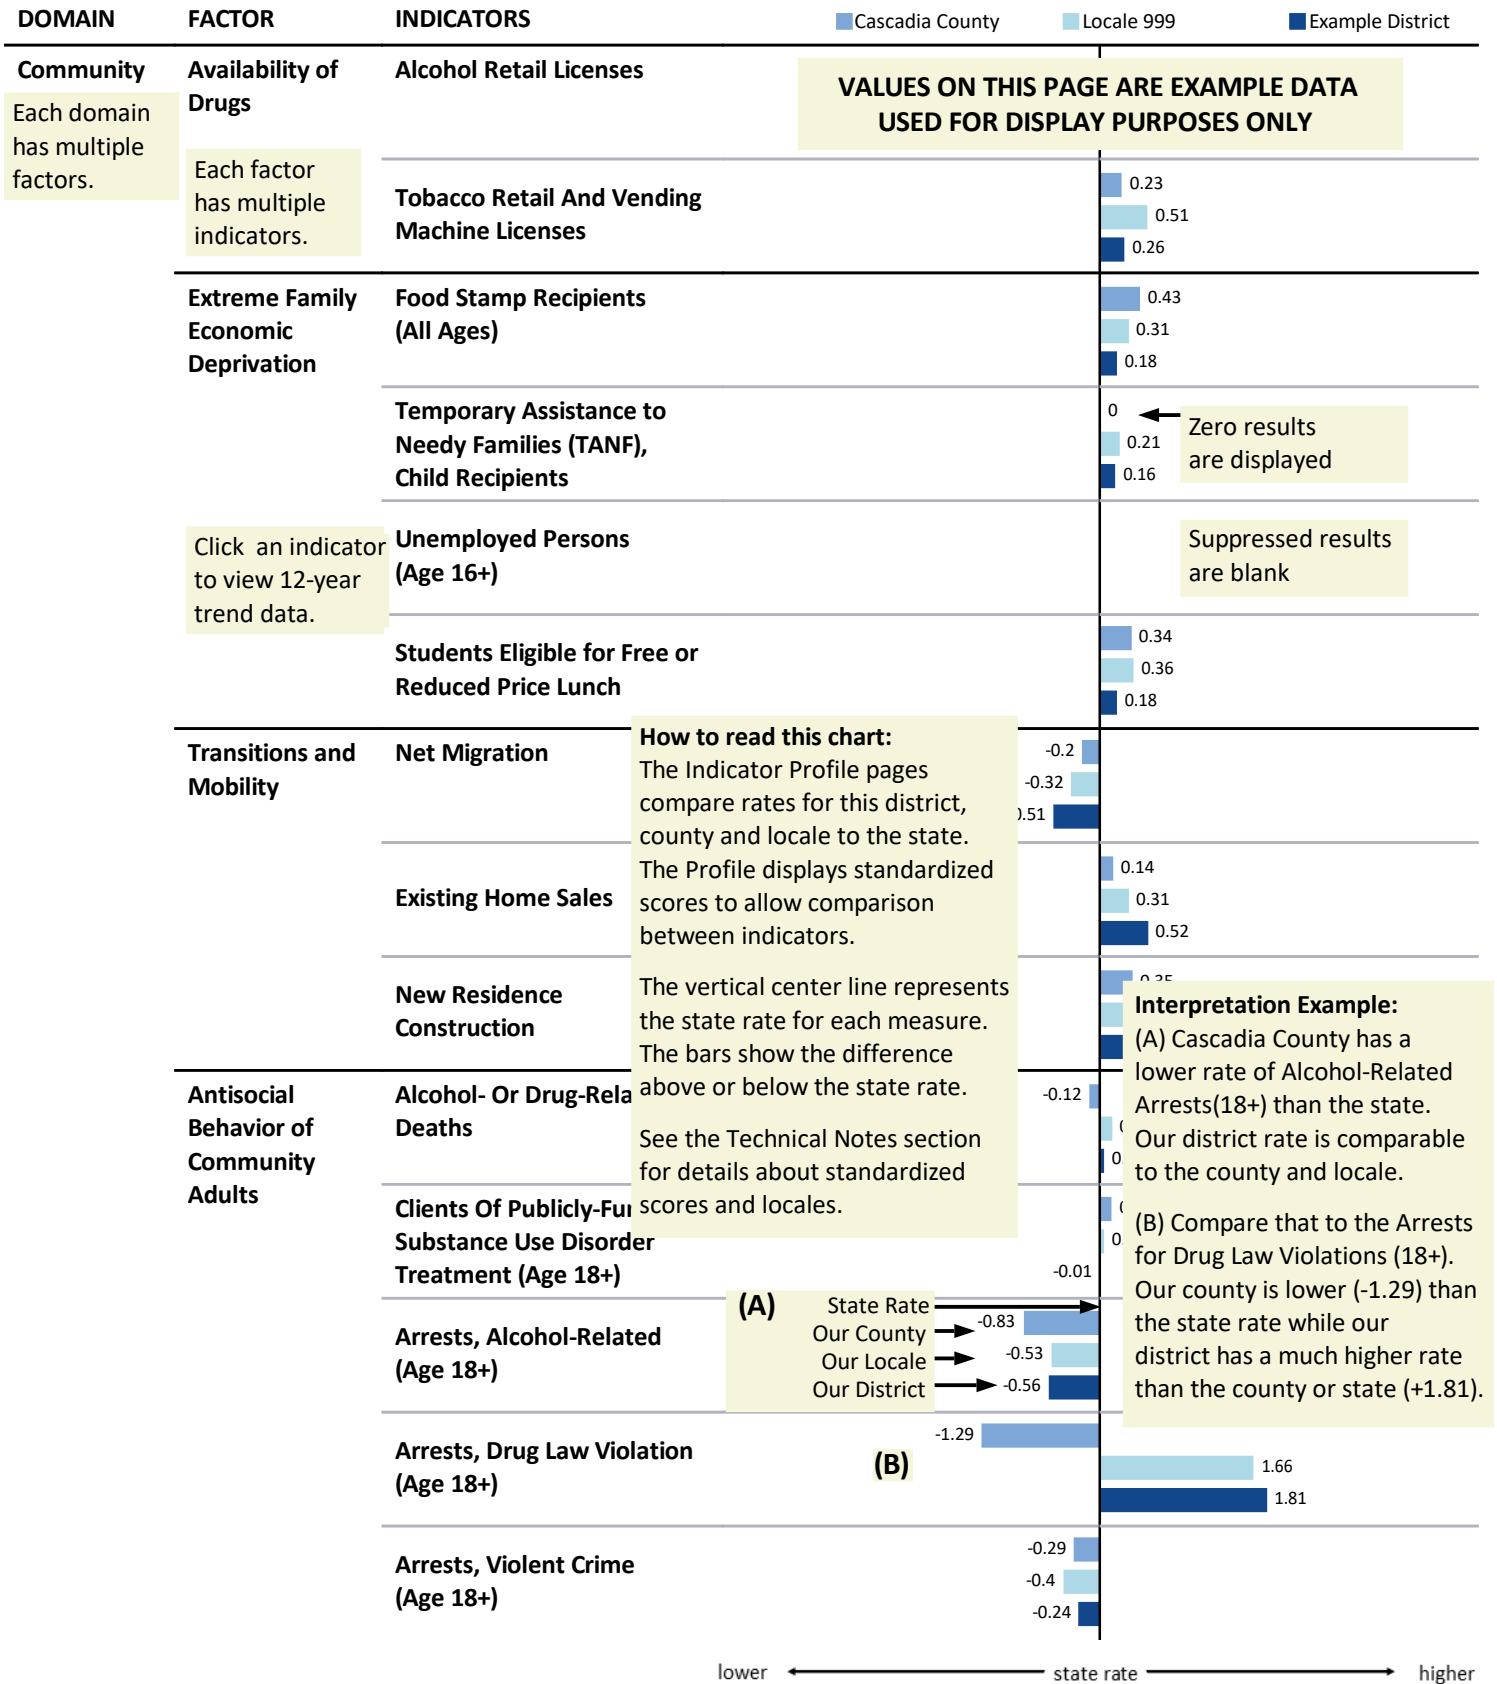 DOMAIN FACTOR INDICATORS Cascadia County Locale 999 Example District
Community
Each domain
has multiple
factors.
Availability of
Drugs
Each factor
has multiple
indicators.
Alcohol Retail Licenses
VALUES ON THIS PAGE ARE EXAMPLE DATA
USED FOR DISPLAY PURPOSES ONLY
Tobacco Retail And Vending
Machine Licenses
0.23
0.51
0.26
Extreme Family
Economic
Deprivation
Food Stamp Recipients
(All Ages)
0.43
0.31
0.18
Temporary Assistance to
Needy Families (TANF),
Child Recipients
0
0.21
0.16
Zero results
are displayed
Click an indicator
to view 12-year
trend data.
Unemployed Persons
(Age 16+)
Suppressed results
are blank
Students Eligible for Free or
Reduced Price Lunch
0.34
0.36
0.18
Transitions and
Mobility
Net Migration
-0.2
-0.32
.51
How to read this chart:
The Indicator Profile pages
compare rates for this district,
county and locale to the state.
The Profile displays standardized
scores to allow comparison
between indicators.
The vertical center line represents
the state rate for each measure.
The bars show the difference
above or below the state rate.
See the Technical Notes section
for details about standardized
scores and locales.
Existing Home Sales
0.14
0.31
0.52
New Residence
Construction
Interpretation Example:
(A) Cascadia County has a
lower rate of Alcohol-Related
Arrests(18+) than the state.
Our district rate is comparable
to the county and locale.
(B) Compare that to the Arrests
for Drug Law Violations (18+).
Our county is lower (-1.29) than
the state rate while our
district has a much higher rate
than the county or state (+1.81).
Antisocial
Behavior of
Community
Adults
Alcohol- Or Drug-Rela
Deaths
-0.12
0.
Clients Of Publicly-Fu
Substance Use Disorder
Treatment (Age 18+)
0.
-0.01
Arrests, Alcohol-Related
(Age 18+)
(A) State Rate
Our County -0.83
Our Locale -0.53
Our District -0.56
Arrests, Drug Law Violation
(Age 18+)
(B)
-1.29
1.66
1.81
Arrests, Violent Crime
(Age 18+)
-0.29
-0.4
-0.24
lower state rate higher